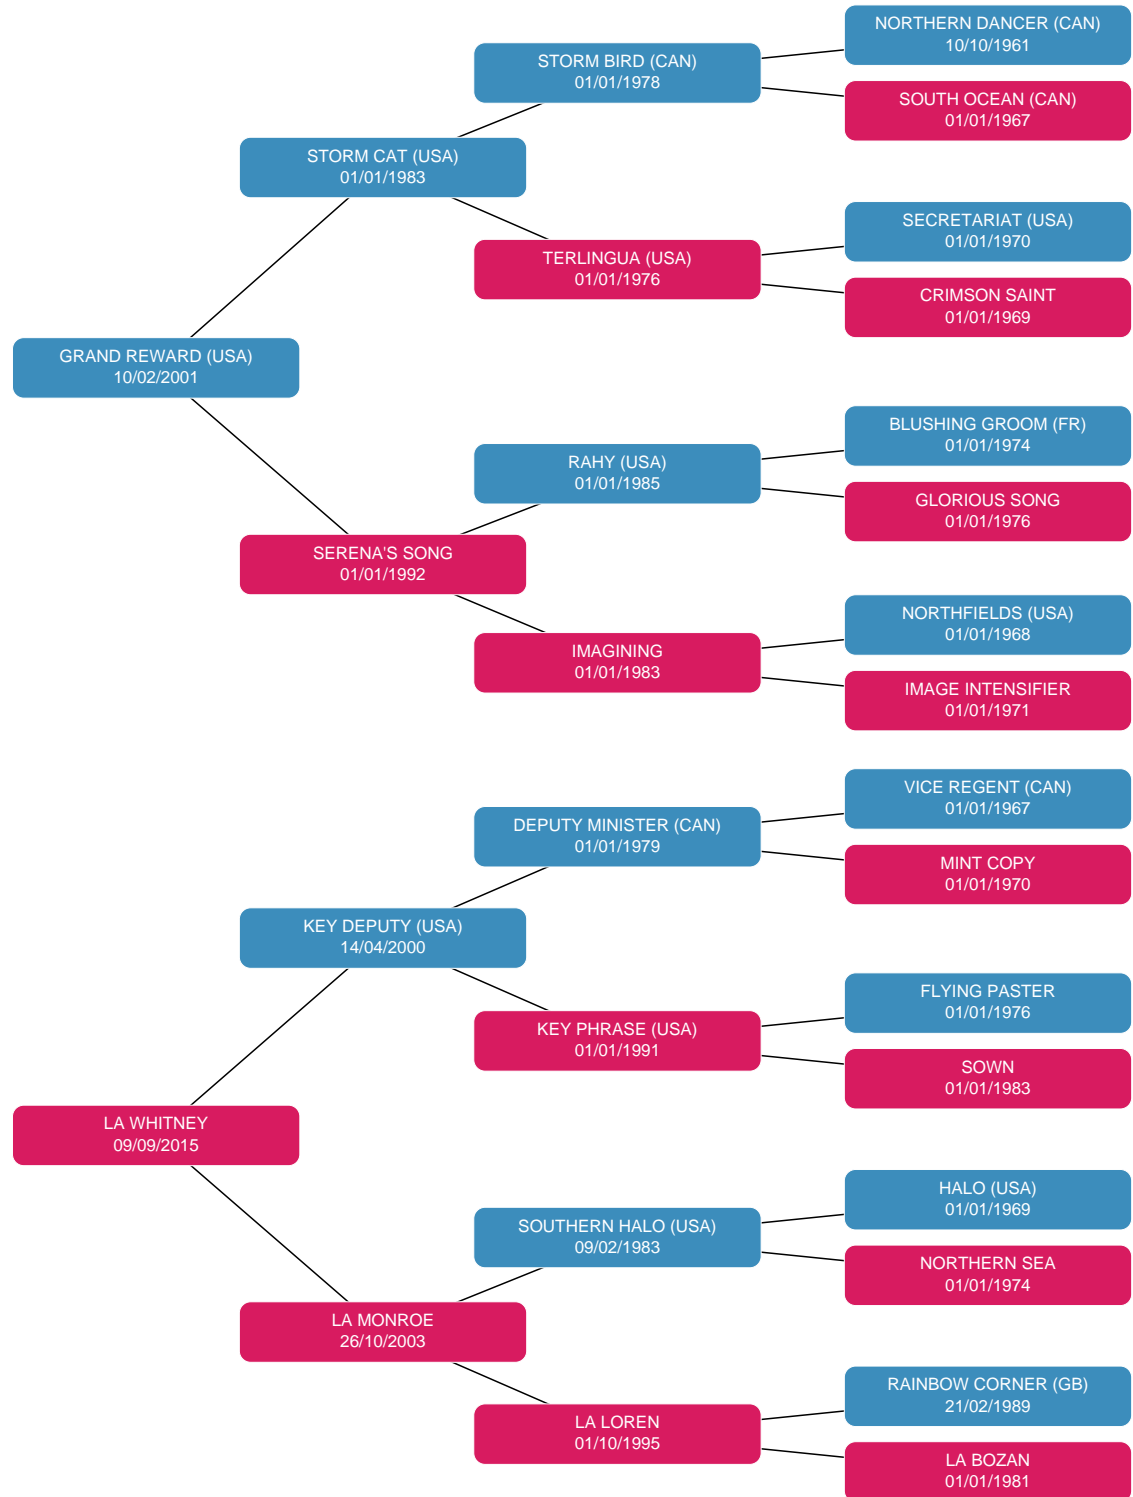 NORTHERN DANCER (CAN)
10/10/1961
STORM BIRD (CAN)
01/01/1978
SOUTH OCEAN (CAN)
01/01/1967
STORM CAT (USA)
01/01/1983
SECRETARIAT (USA)
01/01/1970
TERLINGUA (USA)
01/01/1976
CRIMSON SAINT
01/01/1969
GRAND REWARD (USA)
10/02/2001
BLUSHING GROOM (FR)
01/01/1974
RAHY (USA)
01/01/1985
GLORIOUS SONG
01/01/1976
SERENA'S SONG
01/01/1992
NORTHFIELDS (USA)
01/01/1968
IMAGINING
01/01/1983
IMAGE INTENSIFIER
01/01/1971
VICE REGENT (CAN)
01/01/1967
DEPUTY MINISTER (CAN)
01/01/1979
MINT COPY
01/01/1970
KEY DEPUTY (USA)
14/04/2000
FLYING PASTER
01/01/1976
KEY PHRASE (USA)
01/01/1991
SOWN
01/01/1983
LA WHITNEY
09/09/2015
HALO (USA)
01/01/1969
SOUTHERN HALO (USA)
09/02/1983
NORTHERN SEA
01/01/1974
LA MONROE
26/10/2003
RAINBOW CORNER (GB)
21/02/1989
LA LOREN
01/10/1995
LA BOZAN
01/01/1981